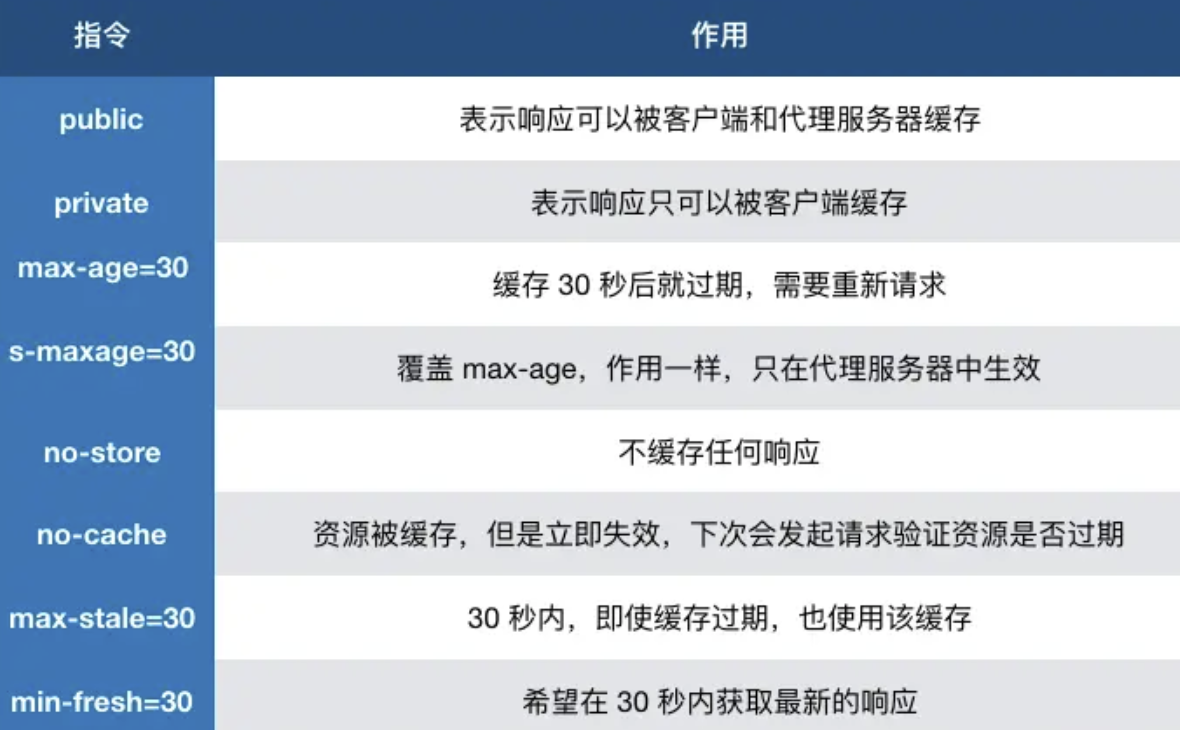 指令 作用
public 表示响应可以被客户端和代理服务器缓存
private 表示响应只可以被客户端缓存
max-age=30 缓存 30 秒后就过期，需要重新请求
s-maxage=30 覆盖 max-age，作用一样，只在代理服务器中生效
no-store 不缓存任何响应
no-cache 资源被缓存，但是立即失效，下次会发起请求验证资源是否过期
max-stale=30 30 秒内，即使缓存过期，也使用该缓存
min-fresh=30 希望在 30 秒内获取最新的响应